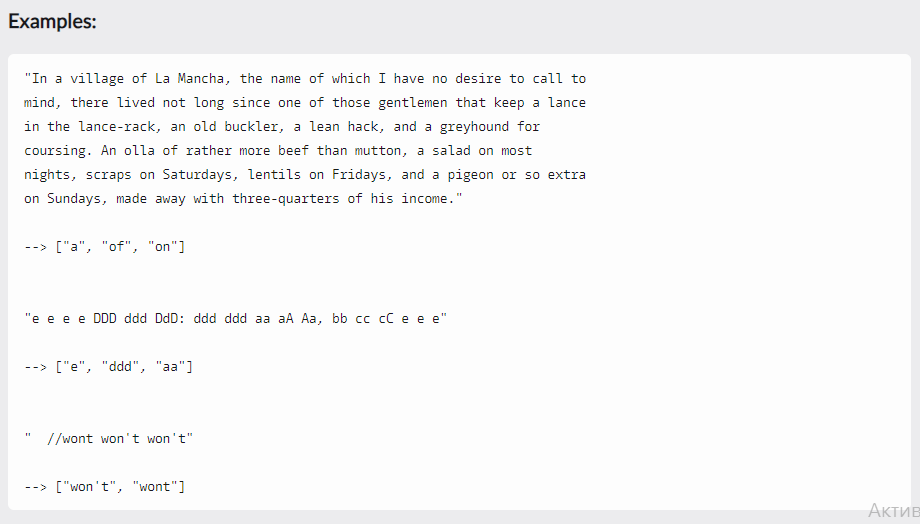 Examples:
"In a village of La Mancha, the name of which I have no desire to call to
mind, there lived not long since one of those gentlemen that keep a lance
in the lance-rack, an old buckler, a lean hack, and a greyhound for
coursing. An olla of rather more beef than mutton, a salad on most
nights, scraps on Saturdays, lentils on Fridays, and a pigeon or so extra
on Sundays, made away with three-quarters of his income."
--> ["a", "of", "on"]
"e e e e DDD ddd DdD: ddd ddd aa aA Aa, bb cc cC e e e"
--> ["e", "ddd", "aa"]
"  //wont won't won't"
--> ["won't", "wont"]